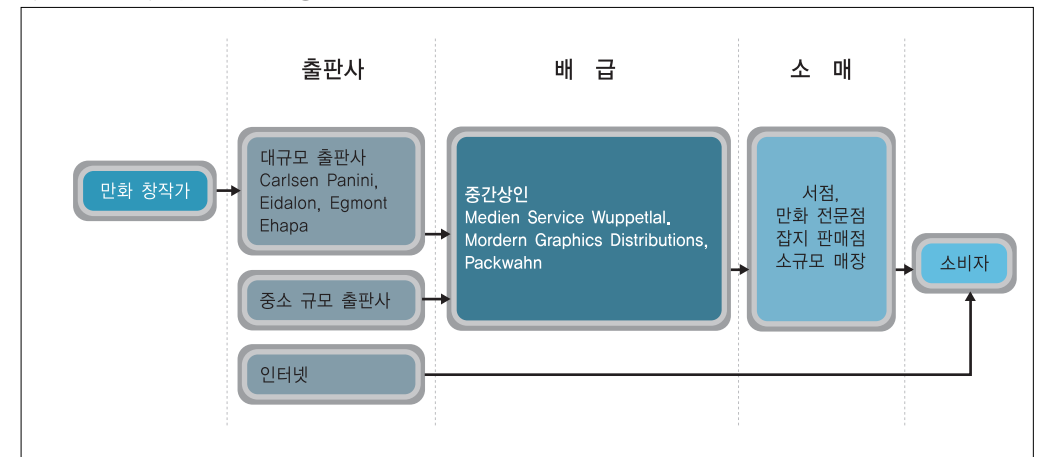 출판사
배 급
소 매
만화 창작가
대규모 출판사
Carlsen Panini,
Eidalon, Egmont
Ehapa
중소 규모 출판사
인터넷
중간상인
Medien Service Wuppetlal.
Mordern Graphics Distributions,
Packwahn
서점,
만화 전문점
잡지 판매점
소규모 매장
소비자